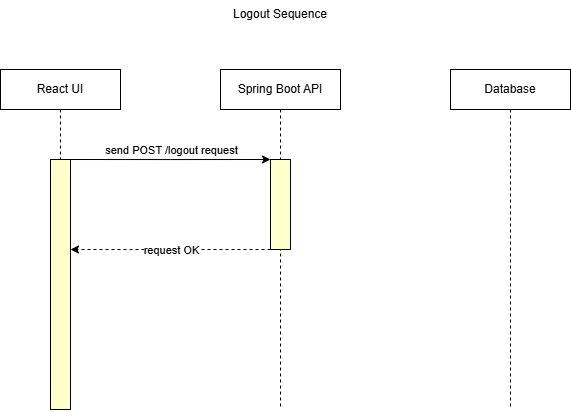 Logout Sequence
React UI
Spring Boot API
Database
send POST /logout request
request OK